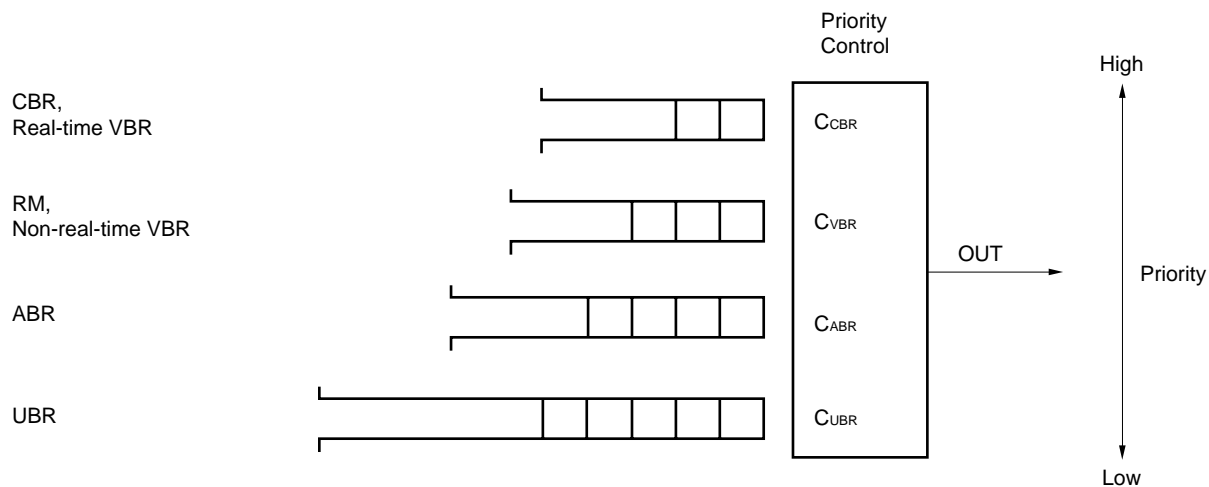 Priority
Control
High
CBR,
Real-time VBR
CCBR
RM,
Non-real-time VBR
CVBR
OUT
Priority
ABR
CABR
UBR
CUBR
Low